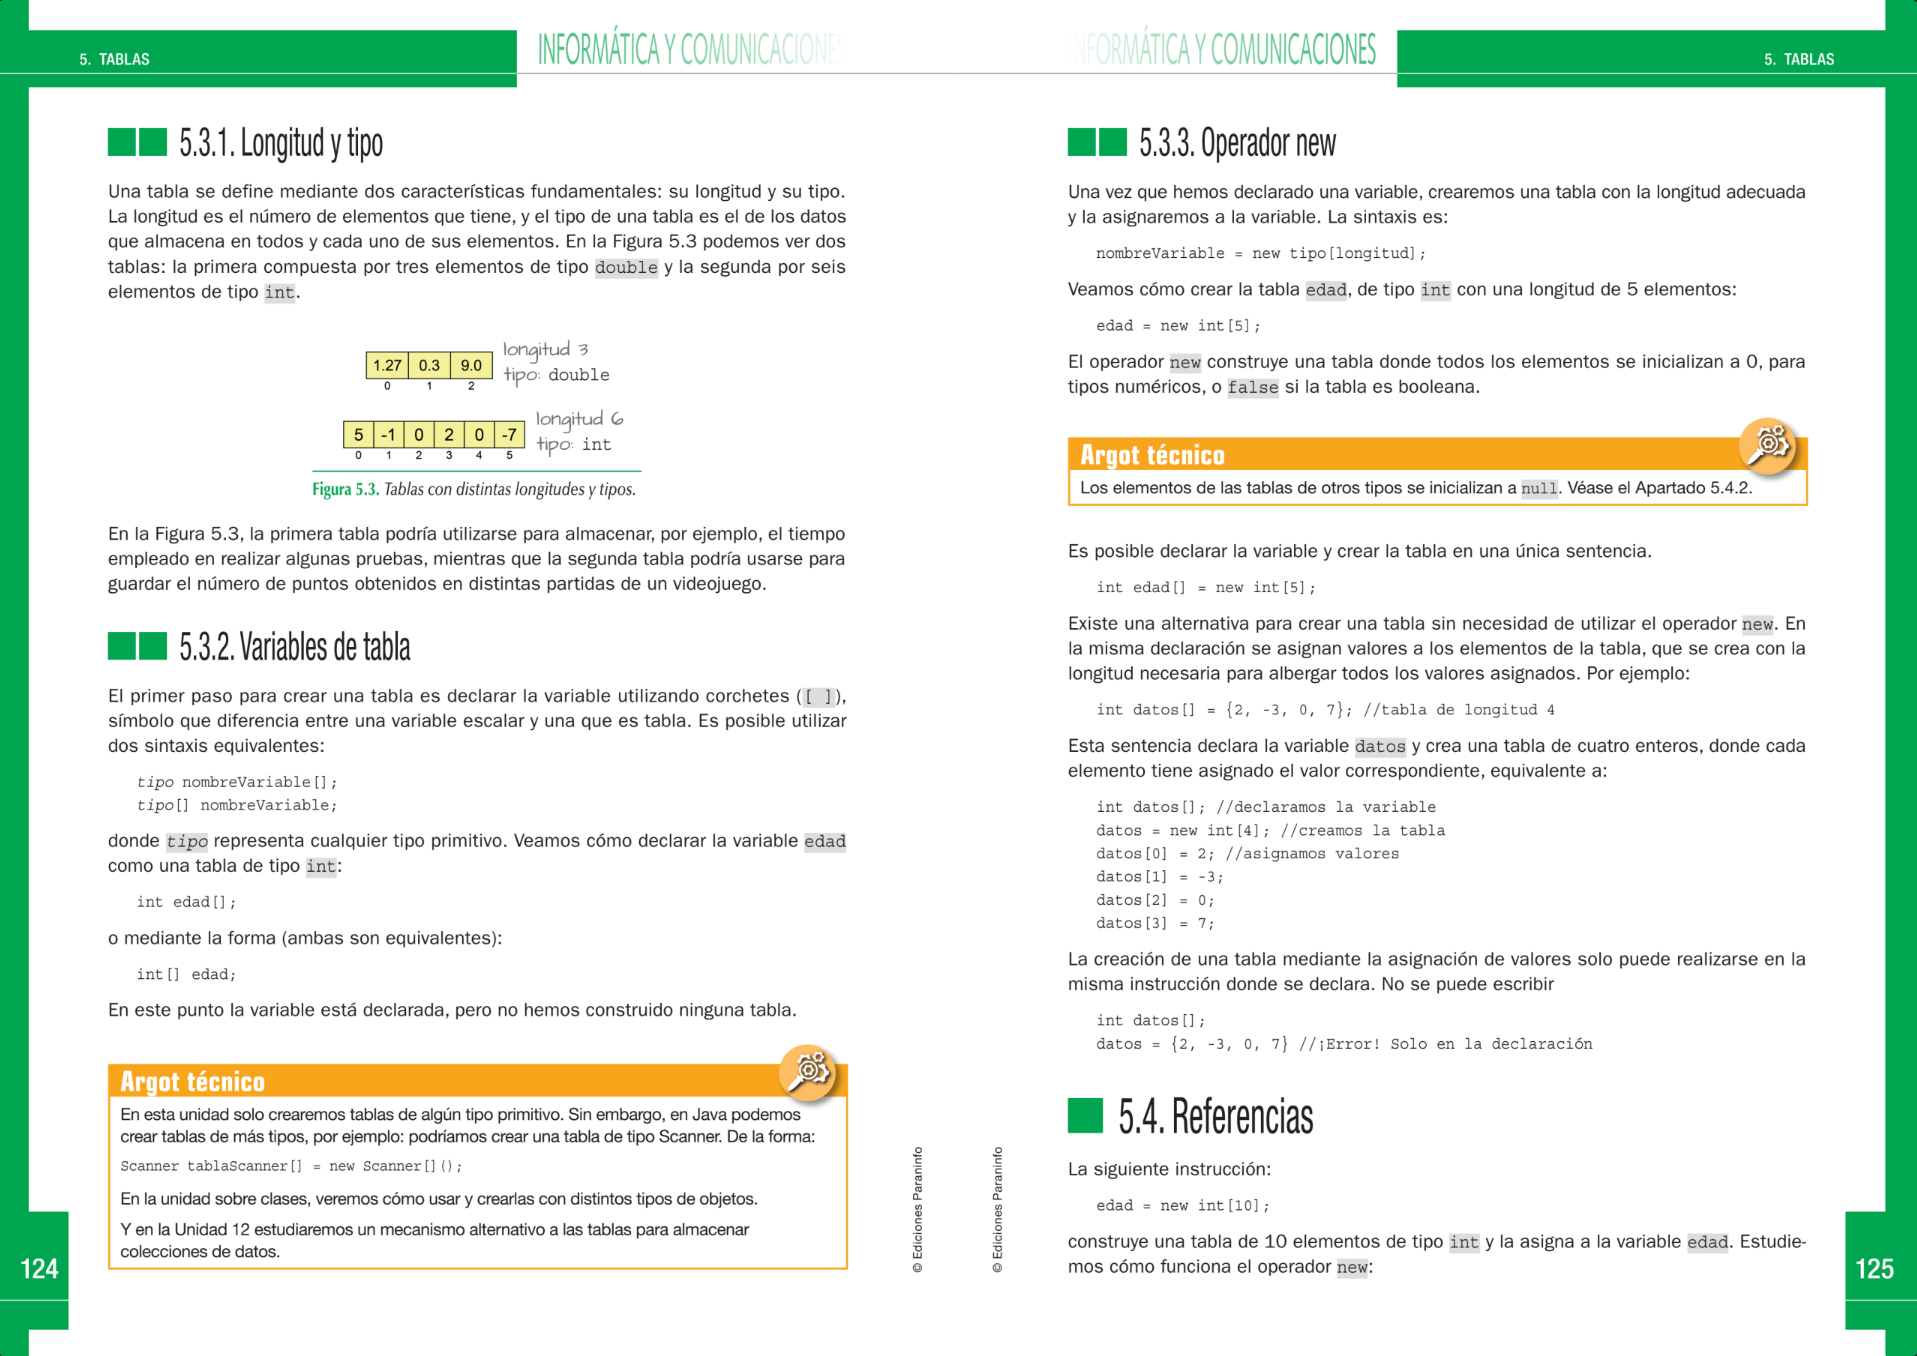 5. TABLAS
INFORMÁTICA Y COMUNICACIONES
5.3.1. Longitud y tipo
Una tabla se define mediante dos características fundamentales: su longitud y su tipo.
La longitud es el número de elementos que tiene, y el tipo de una tabla es el de los datos
que almacena en todos y cada uno de sus elementos. En la Figura 5.3 podemos ver dos
tablas: la primera compuesta por tres elementos de tipo double y la segunda por seis
elementos de tipo int.
1.27 0.3 9.0
0 1 2
longitud 3
tipo: double
5 -1 0 2 0 -7
0 1 2 3 4 5
longitud 6
tipo: int
Figura 5.3. Tablas con distintas longitudes y tipos.
En la Figura 5.3, la primera tabla podría utilizarse para almacenar, por ejemplo, el tiempo
empleado en realizar algunas pruebas, mientras que la segunda tabla podría usarse para
guardar el número de puntos obtenidos en distintas partidas de un videojuego.
5.3.2. Variables de tabla
El primer paso para crear una tabla es declarar la variable utilizando corchetes ([ ]),
símbolo que diferencia entre una variable escalar y una que es tabla. Es posible utilizar
dos sintaxis equivalentes:
tipo nombreVariable[];
tipo[] nombreVariable;
donde tipo representa cualquier tipo primitivo. Veamos cómo declarar la variable edad
como una tabla de tipo int:
int edad[];
o mediante la forma (ambas son equivalentes):
int[] edad;
En este punto la variable está declarada, pero no hemos construido ninguna tabla.
Argot técnico
En esta unidad solo crearemos tablas de algún tipo primitivo. Sin embargo, en Java podemos
crear tablas de más tipos, por ejemplo: podríamos crear una tabla de tipo Scanner. De la forma:
Scanner tablaScanner[] = new Scanner[]();
En la unidad sobre clases, veremos cómo usar y crearlas con distintos tipos de objetos.
Y en la Unidad 12 estudiaremos un mecanismo alternativo a las tablas para almacenar
colecciones de datos.
124
© Ediciones Paraninfo
INFORMÁTICA Y COMUNICACIONES
5. TABLAS
5.3.3. Operador new
Una vez que hemos declarado una variable, crearemos una tabla con la longitud adecuada
y la asignaremos a la variable. La sintaxis es:
nombreVariable = new tipo[longitud];
Veamos cómo crear la tabla edad, de tipo int con una longitud de 5 elementos:
edad = new int[5];
El operador new construye una tabla donde todos los elementos se inicializan a 0, para
tipos numéricos, o false si la tabla es booleana.
Argot técnico
Los elementos de las tablas de otros tipos se inicializan a null. Véase el Apartado 5.4.2.
Es posible declarar la variable y crear la tabla en una única sentencia.
int edad[] = new int[5];
Existe una alternativa para crear una tabla sin necesidad de utilizar el operador new. En
la misma declaración se asignan valores a los elementos de la tabla, que se crea con la
longitud necesaria para albergar todos los valores asignados. Por ejemplo:
int datos[] = {2, -3, 0, 7}; //tabla de longitud 4
Esta sentencia declara la variable datos y crea una tabla de cuatro enteros, donde cada
elemento tiene asignado el valor correspondiente, equivalente a:
int datos[]; //declaramos la variable
datos = new int[4]; //creamos la tabla
datos[0] = 2; //asignamos valores
datos[1] = -3;
datos[2] = 0;
datos[3] = 7;
La creación de una tabla mediante la asignación de valores solo puede realizarse en la
misma instrucción donde se declara. No se puede escribir
int datos[];
datos = {2, -3, 0, 7} //¡Error! Solo en la declaración
5.4. Referencias
La siguiente instrucción:
edad = new int[10];
construye una tabla de 10 elementos de tipo int y la asigna a la variable edad. Estudie-
mos cómo funciona el operador new:
© Ediciones Paraninfo
125